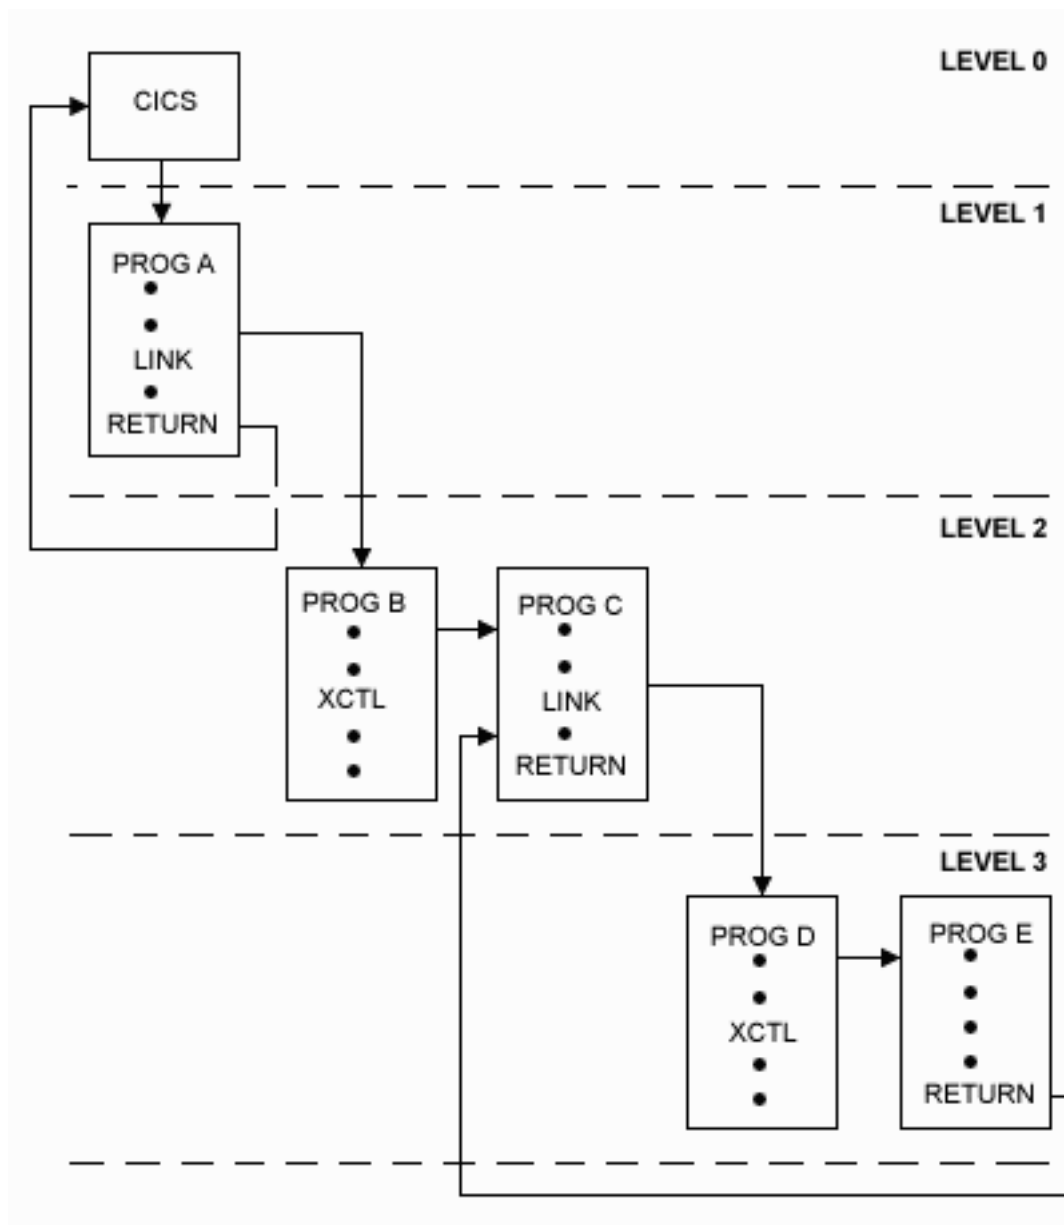 LEVEL 0
CICS
LEVEL 1
PROG A
LINK
RETURN
LEVEL 2
PROG B
XCTL
PROG C
LINK
RETURN
LEVEL 3
PROG D
XCTL
PROG E
RETURN